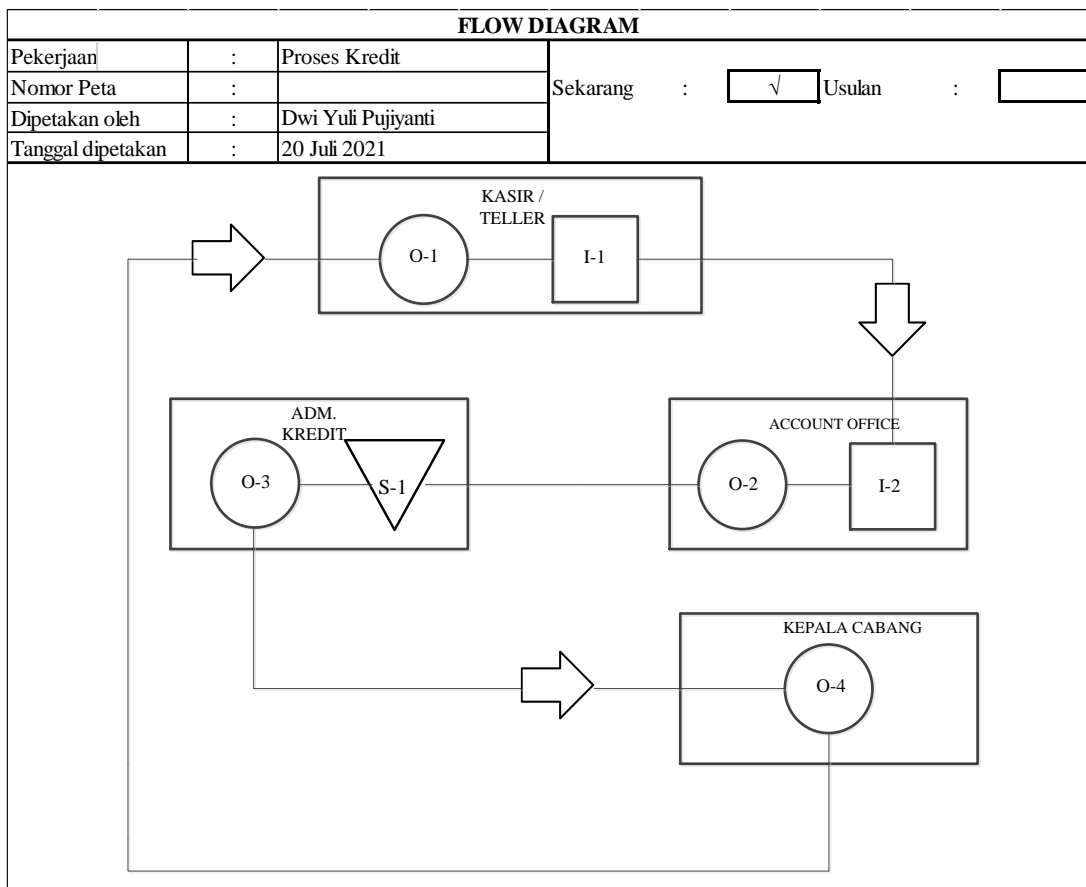 FLOW DIAGRAM
Pekerjaan : Proses Kredit
Nomor Peta :
Sekarang : √ Usulan :
Dipetakan oleh : Dwi Yuli Pujiyanti
Tanggal dipetakan : 20 Juli 2021
KASIR /
TELLER
O-1 I-1
ADM.
KREDIT
O-3 S-1
ACCOUNT OFFICE
O-2 I-2
KEPALA CABANG
O-4